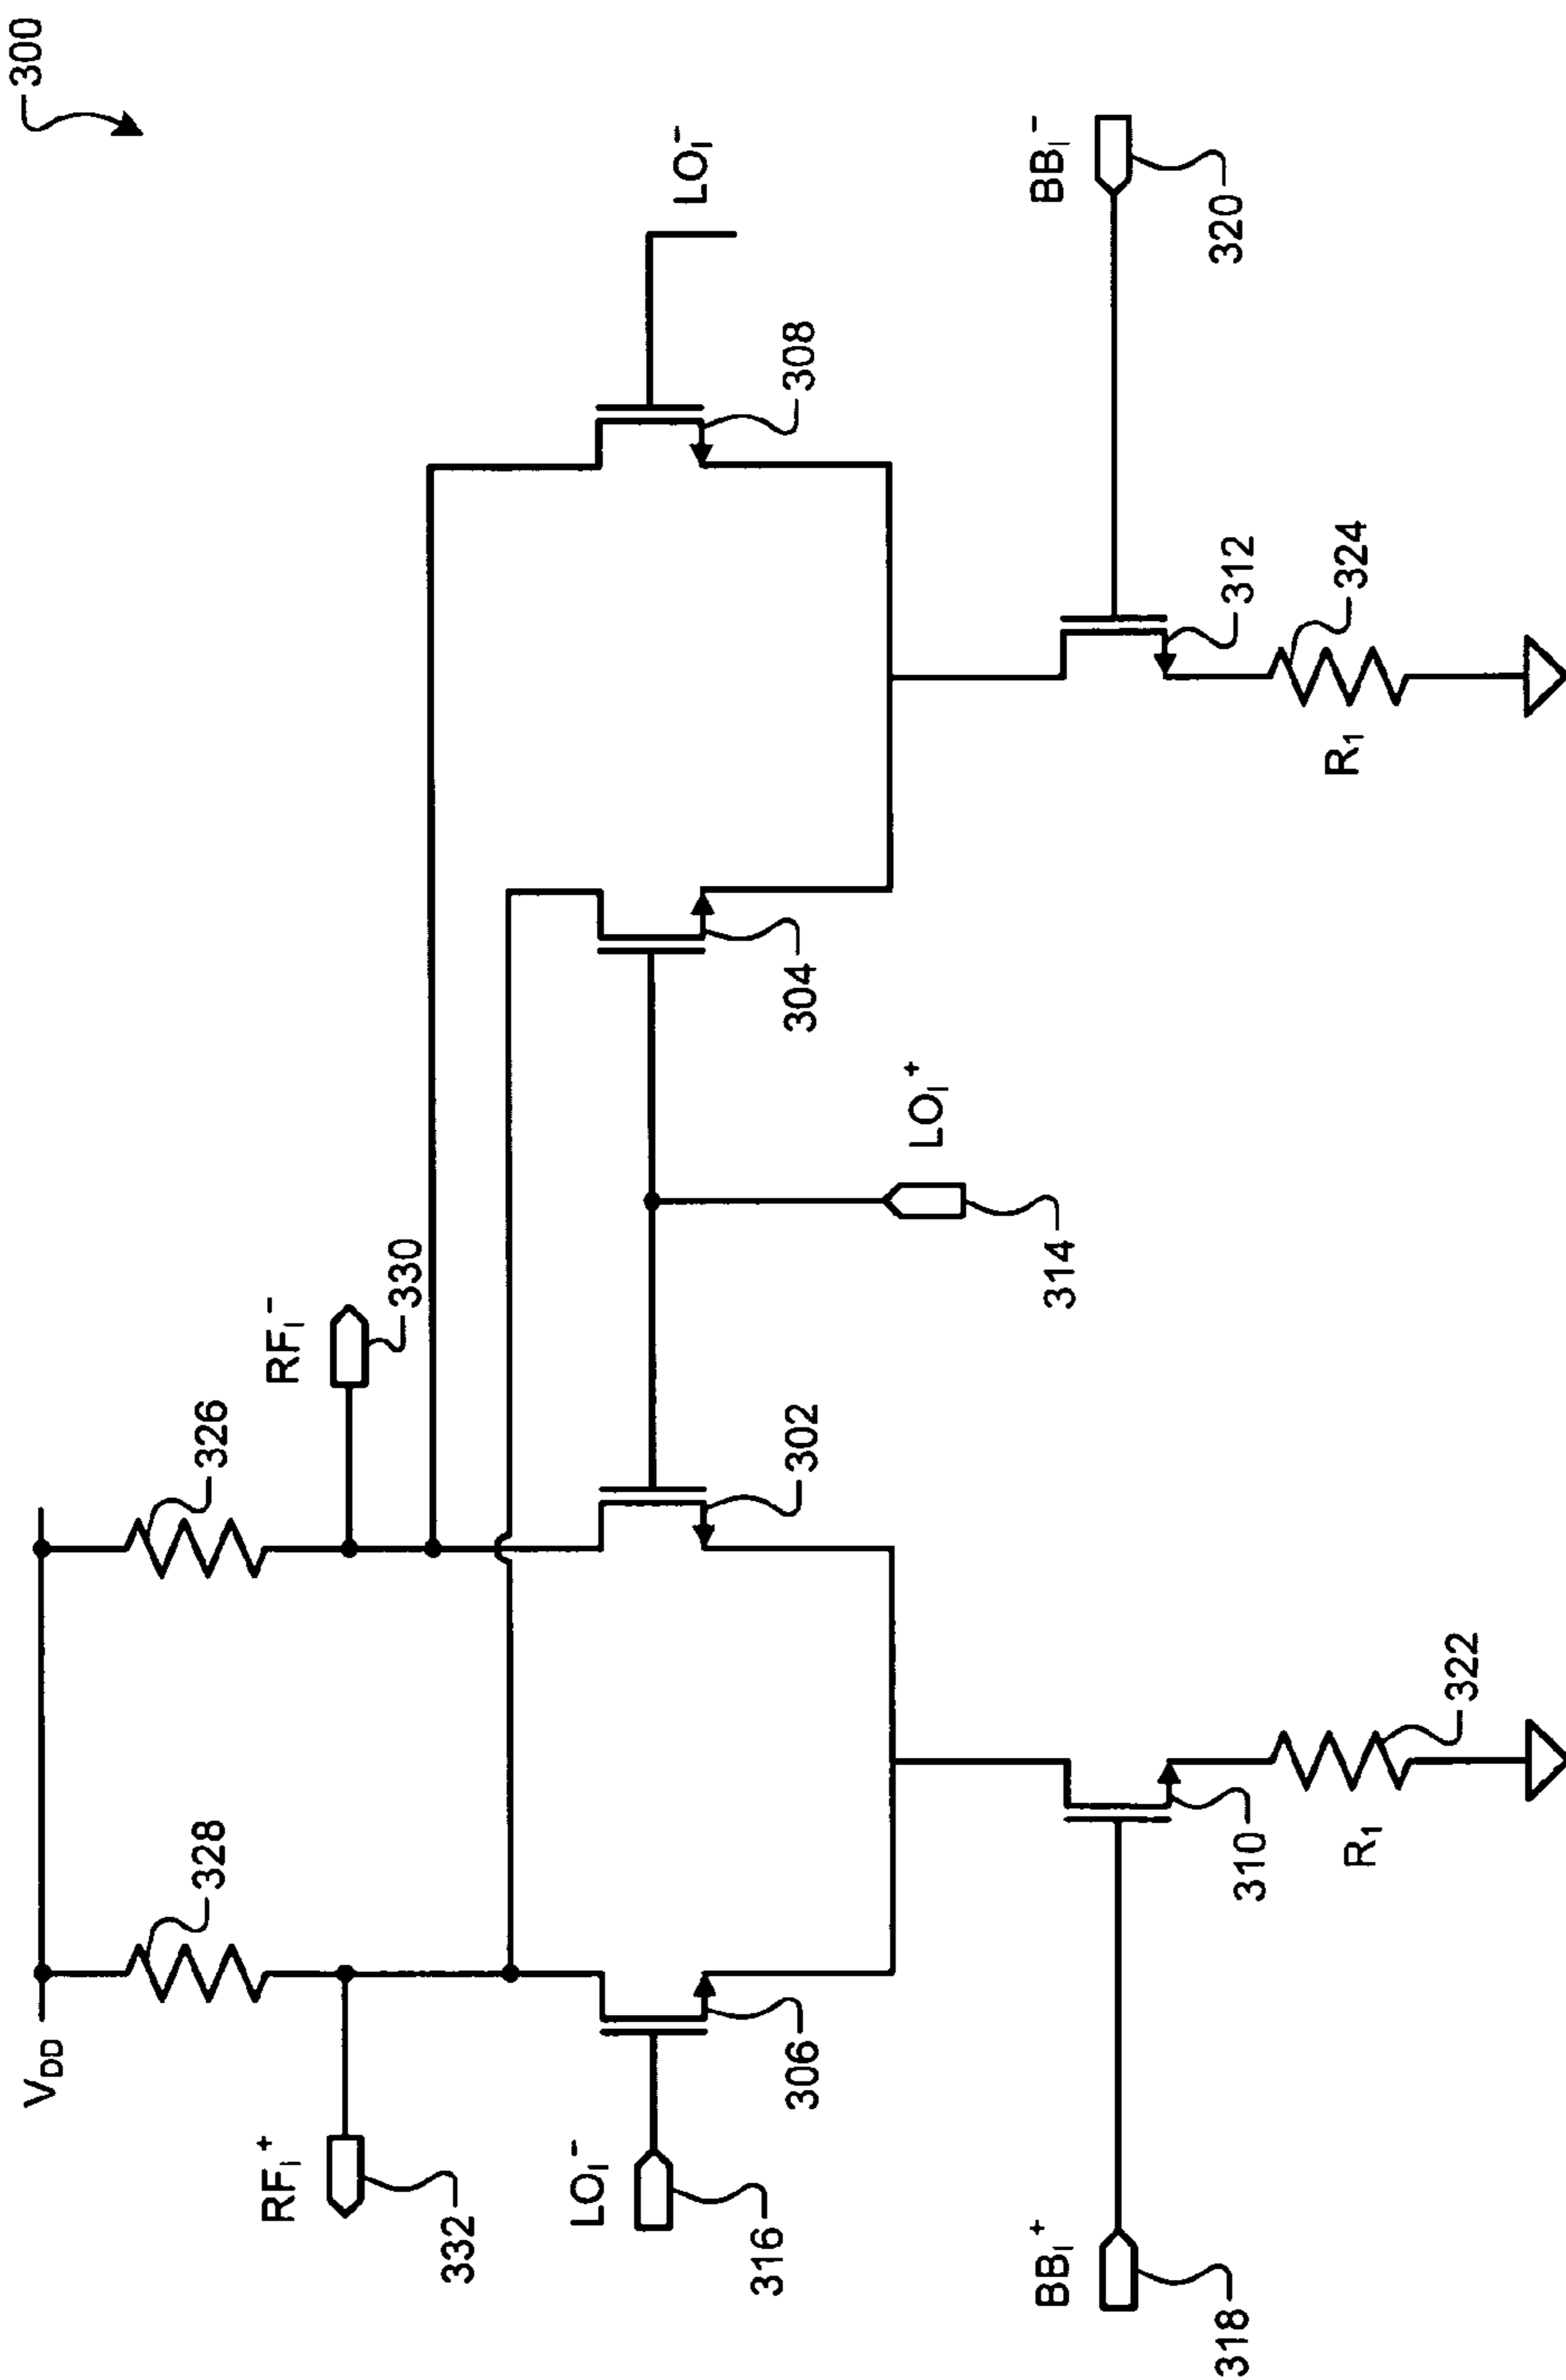 300
V_DD
328
326
RF_I^+
332
RF_I^-
330
LO_I^-
316
306
302
LO_I^+
314
304
308
LO_I^-
BB_I^+
318
310
R_1
322
312
R_1
324
BB_I^-
320